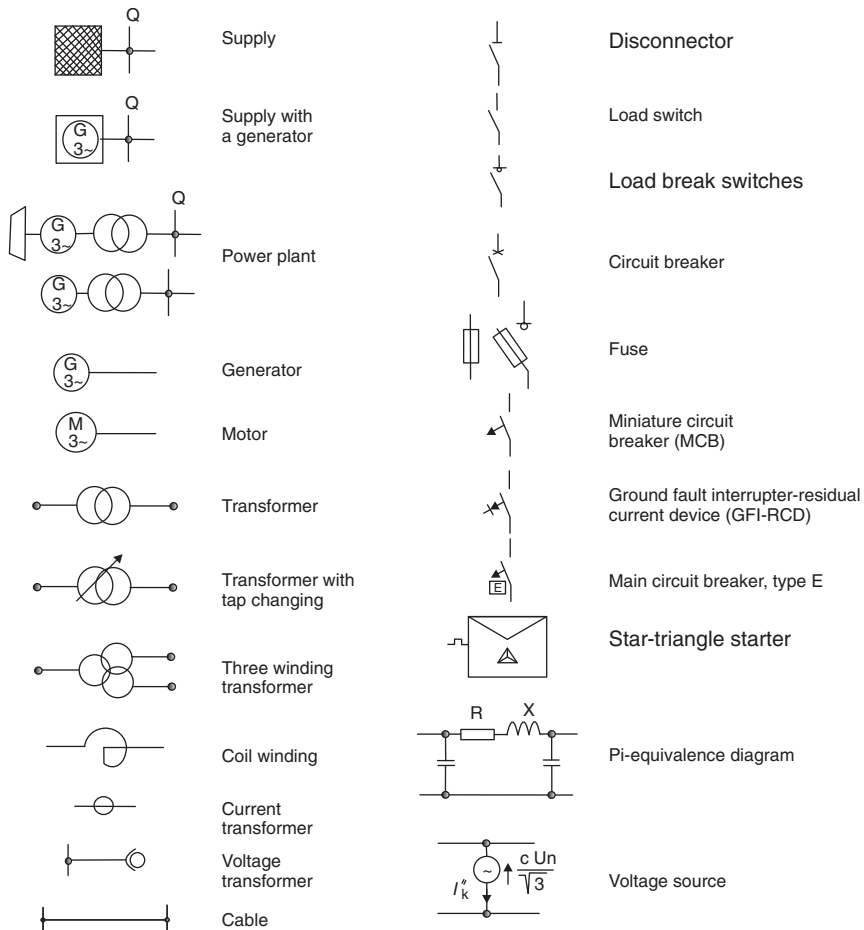 Q
Supply
Q
G
3~
Supply with
a generator
Q
G
3~
G
3~
Power plant
G
3~
Generator
M
3~
Motor
Transformer
Transformer with
tap changing
Three winding
transformer
Coil winding
Current
transformer
Voltage
transformer
Cable
Disconnector
Load switch
Load break switches
Circuit breaker
Fuse
Miniature circuit
breaker (MCB)
Ground fault interrupter-residual
current device (GFI-RCD)
E
Main circuit breaker, type E
Star-triangle starter
R X
Pi-equivalence diagram
~
I"k
c Un
√3
Voltage source